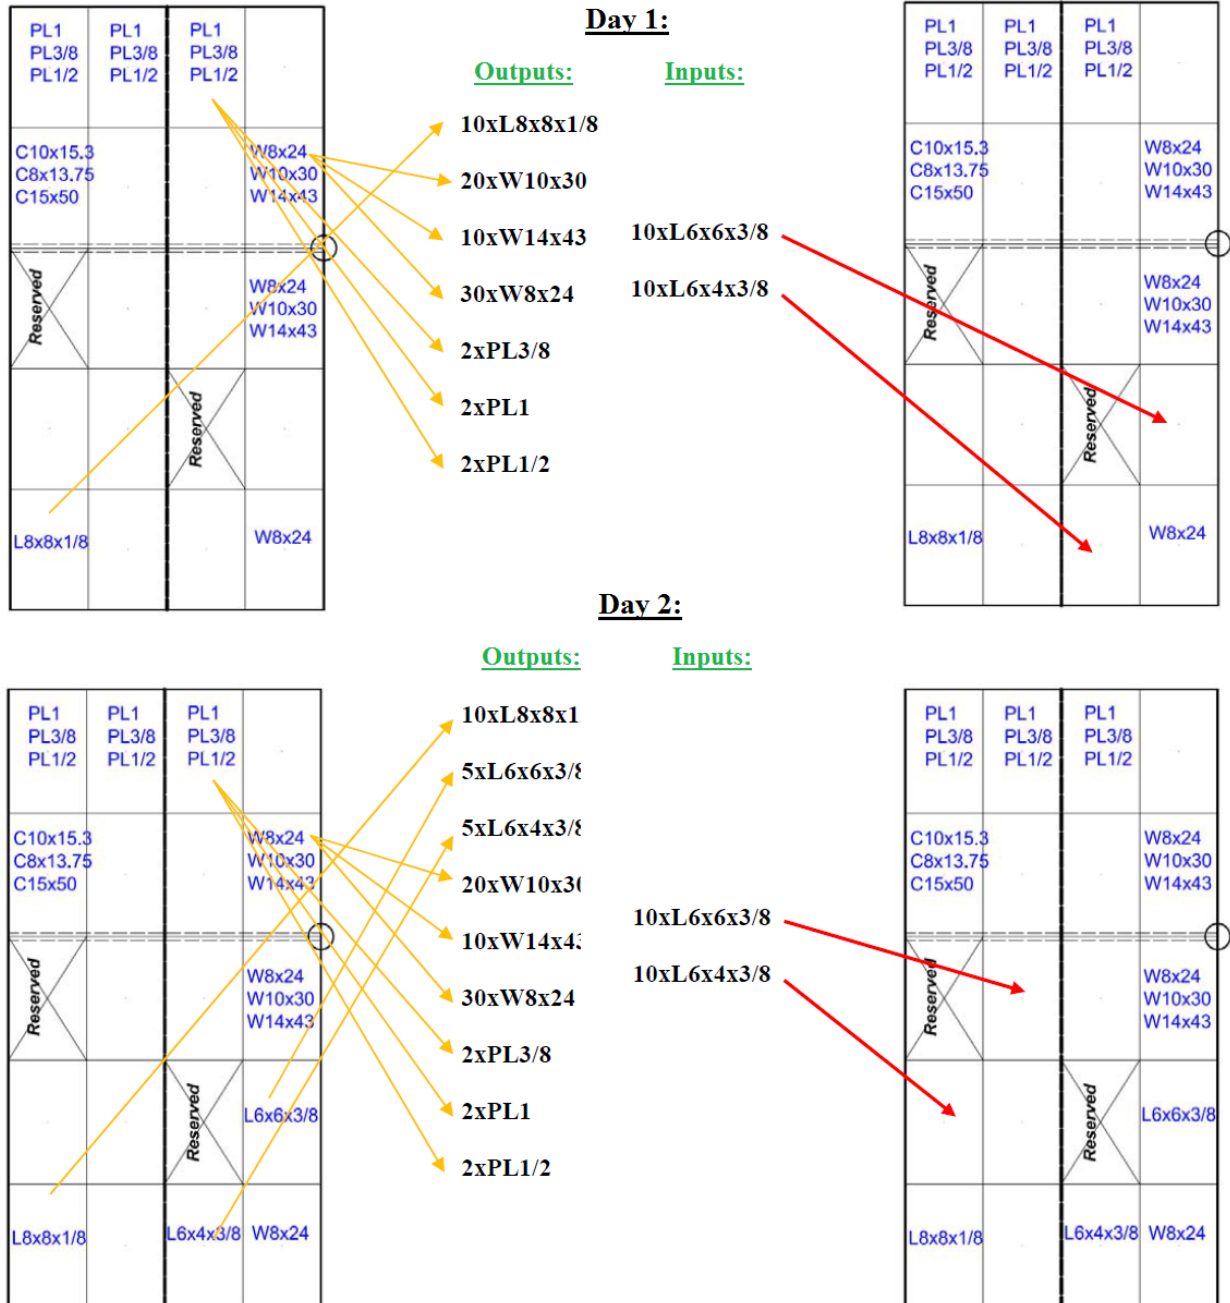 Day 1:
Outputs:
Inputs:
PL1
PL3/8
PL1/2
PL1
PL3/8
PL1/2
PL1
PL3/8
PL1/2
C10x15.3
C8x13.75
C15x50
W8x24
W10x30
W14x43
Reserved
W8x24
W10x30
W14x43
Reserved
L8x8x1/8
W8x24
10xL8x8x1/8
20xW10x30
10xW14x43
30xW8x24
2xPL3/8
2xPL1
2xPL1/2
10xL6x6x3/8
10xL6x4x3/8
PL1
PL3/8
PL1/2
PL1
PL3/8
PL1/2
PL1
PL3/8
PL1/2
C10x15.3
C8x13.75
C15x50
W8x24
W10x30
W14x43
Reserved
W8x24
W10x30
W14x43
Reserved
L8x8x1/8
W8x24
Day 2:
Outputs:
Inputs:
PL1
PL3/8
PL1/2
PL1
PL3/8
PL1/2
PL1
PL3/8
PL1/2
C10x15.3
C8x13.75
C15x50
W8x24
W10x30
W14x43
Reserved
W8x24
W10x30
W14x43
Reserved
L6x6x3/8
L8x8x1/8
L6x4x3/8
W8x24
10xL8x8x1
5xL6x6x3/8
5xL6x4x3/8
20xW10x30
10xW14x43
30xW8x24
2xPL3/8
2xPL1
2xPL1/2
10xL6x6x3/8
10xL6x4x3/8
PL1
PL3/8
PL1/2
PL1
PL3/8
PL1/2
PL1
PL3/8
PL1/2
C10x15.3
C8x13.75
C15x50
W8x24
W10x30
W14x43
Reserved
W8x24
W10x30
W14x43
Reserved
L6x6x3/8
L8x8x1/8
L6x4x3/8
W8x24